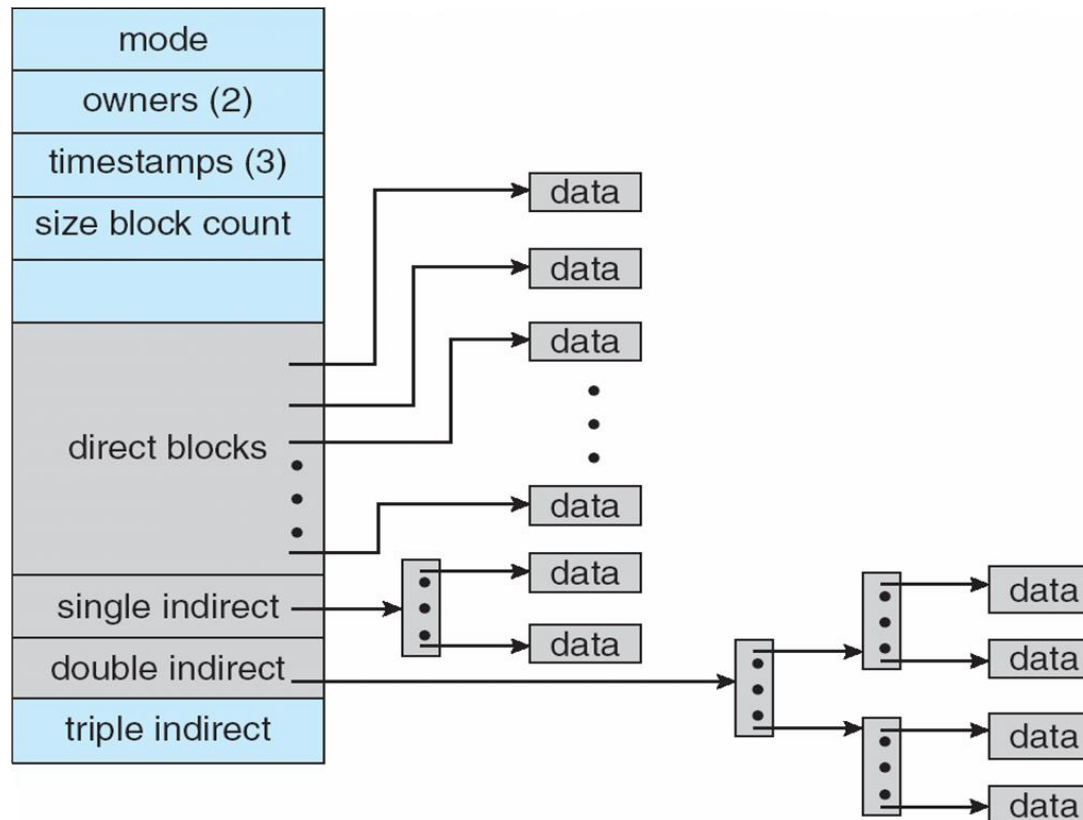 mode
owners (2)
timestamps (3)
size block count
direct blocks
single indirect
double indirect
triple indirect
data
data
data
data
data
data
data
data
data
data